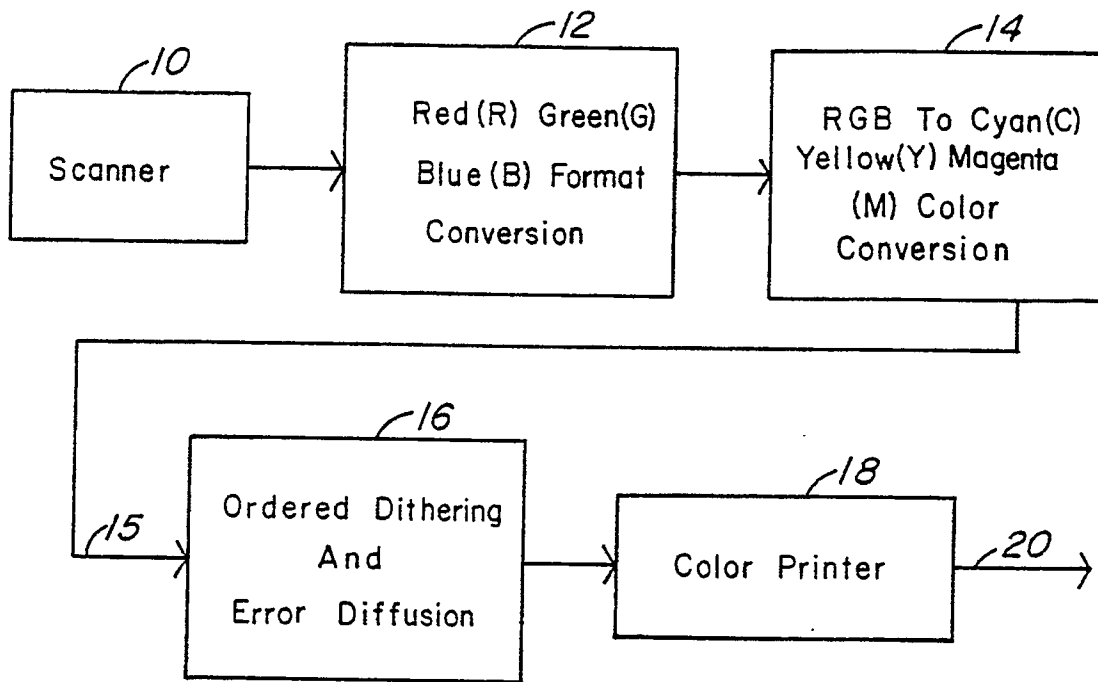 10
Scanner
12
Red(R) Green(G)
Blue(B) Format
Conversion
14
RGB To Cyan(C)
Yellow(Y) Magenta
(M) Color
Conversion
15
16
Ordered Dithering
And
Error Diffusion
18
Color Printer
20